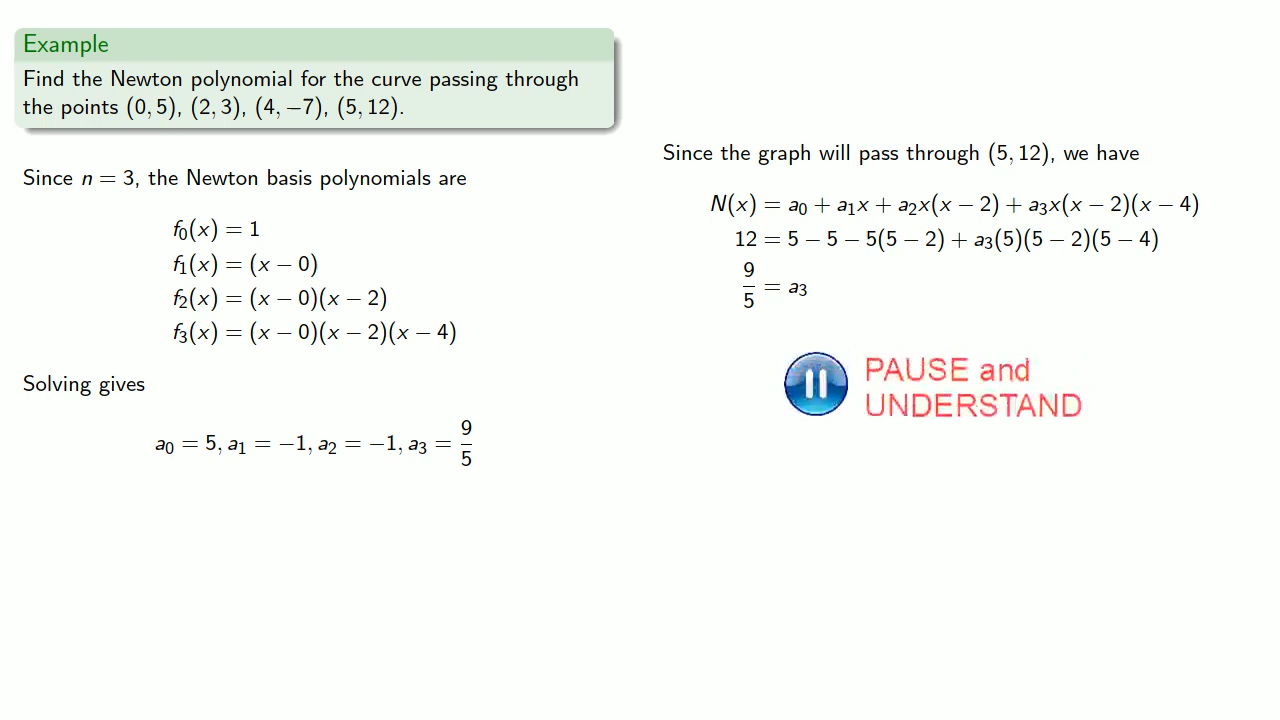 Example
Find the Newton polynomial for the curve passing through
the points (0, 5), (2, 3), (4, −7), (5, 12).
Since n = 3, the Newton basis polynomials are
f₀(x) = 1
f₁(x) = (x − 0)
f₂(x) = (x − 0)(x − 2)
f₃(x) = (x − 0)(x − 2)(x − 4)
Solving gives
a₀ = 5, a₁ = −1, a₂ = −1, a₃ = 9/5
Since the graph will pass through (5, 12), we have
N(x) = a₀ + a₁x + a₂x(x − 2) + a₃x(x − 2)(x − 4)
12 = 5 − 5 − 5(5 − 2) + a₃(5)(5 − 2)(5 − 4)
9/5 = a₃
PAUSE and
UNDERSTAND